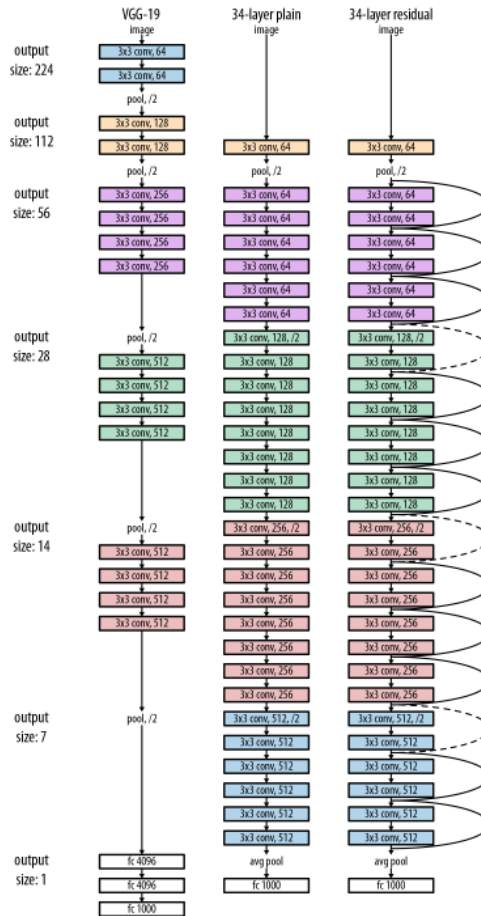 output
size: 224
output
size: 112
output
size: 56
output
size: 28
output
size: 14
output
size: 7
output
size: 1
VGG-19
image
3x3 conv, 64
3x3 conv, 64
pool, /2
3x3 conv, 128
3x3 conv, 128
pool, /2
3x3 conv, 256
3x3 conv, 256
3x3 conv, 256
3x3 conv, 256
pool, /2
3x3 conv, 512
3x3 conv, 512
3x3 conv, 512
3x3 conv, 512
pool, /2
3x3 conv, 512
3x3 conv, 512
3x3 conv, 512
3x3 conv, 512
pool, /2
fc 4096
fc 4096
fc 1000
34-layer plain
image
3x3 conv, 64
pool, /2
3x3 conv, 64
3x3 conv, 64
3x3 conv, 64
3x3 conv, 64
3x3 conv, 64
3x3 conv, 64
3x3 conv, 128, /2
3x3 conv, 128
3x3 conv, 128
3x3 conv, 128
3x3 conv, 128
3x3 conv, 128
3x3 conv, 128
3x3 conv, 128
3x3 conv, 256, /2
3x3 conv, 256
3x3 conv, 256
3x3 conv, 256
3x3 conv, 256
3x3 conv, 256
3x3 conv, 256
3x3 conv, 256
3x3 conv, 512, /2
3x3 conv, 512
3x3 conv, 512
3x3 conv, 512
3x3 conv, 512
3x3 conv, 512
avg pool
fc 1000
34-layer residual
image
3x3 conv, 64
pool, /2
3x3 conv, 64
3x3 conv, 64
3x3 conv, 64
3x3 conv, 64
3x3 conv, 64
3x3 conv, 64
3x3 conv, 128, /2
3x3 conv, 128
3x3 conv, 128
3x3 conv, 128
3x3 conv, 128
3x3 conv, 128
3x3 conv, 128
3x3 conv, 128
3x3 conv, 256, /2
3x3 conv, 256
3x3 conv, 256
3x3 conv, 256
3x3 conv, 256
3x3 conv, 256
3x3 conv, 256
3x3 conv, 256
3x3 conv, 512, /2
3x3 conv, 512
3x3 conv, 512
3x3 conv, 512
3x3 conv, 512
3x3 conv, 512
avg pool
fc 1000